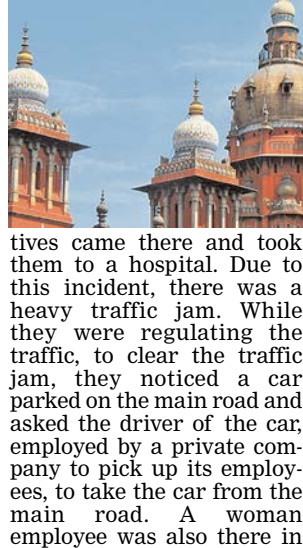 tives came there and took
them to a hospital. Due to
this incident, there was a
heavy traffic jam. While
they were regulating the
traffic, to clear the traffic
jam, they noticed a car
parked on the main road and
asked the driver of the car,
employed by a private com-
pany to pick up its employ-
ees, to take the car from the
main road. A woman
employee was also there in